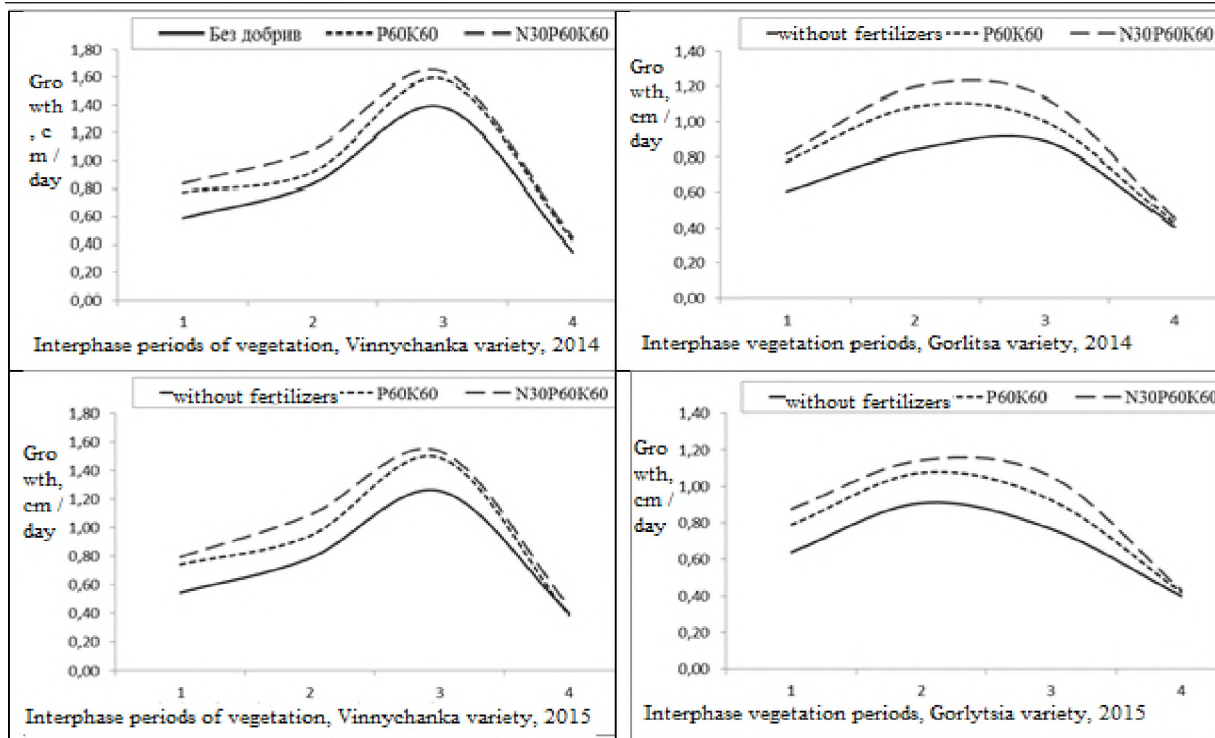 Без добрив P60K60 N30P60K60
Gro
wth
, c
m /
day
1,80
1,60
1,40
1,20
1,00
0,80
0,60
0,40
0,20
0,00
1 2 3 4
Interphase periods of vegetation, Vinnychanka variety, 2014
without fertilizers P60K60 N30P60K60
Gro
wth,
cm /
day
1,40
1,20
1,00
0,80
0,60
0,40
0,20
0,00
1 2 3 4
Interphase vegetation periods, Gorlitsa variety, 2014
without fertilizers P60K60 N30P60K60
Gro
wth,
cm /
day
1,80
1,60
1,40
1,20
1,00
0,80
0,60
0,40
0,20
0,00
1 2 3 4
Interphase periods of vegetation, Vinnychanka variety, 2015
without fertilizers P60K60 N30P60K60
Gro
wth,
cm /
day
1,40
1,20
1,00
0,80
0,60
0,40
0,20
0,00
1 2 3 4
Interphase vegetation periods, Gorlytsia variety, 2015